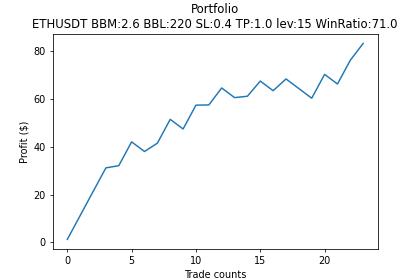 Portfolio
ETHUSDT BBM:2.6 BBL:220 SL:0.4 TP:1.0 lev:15 WinRatio:71.0
80
60
40
20
0
Profit ($)
0 5 10 15 20
Trade counts